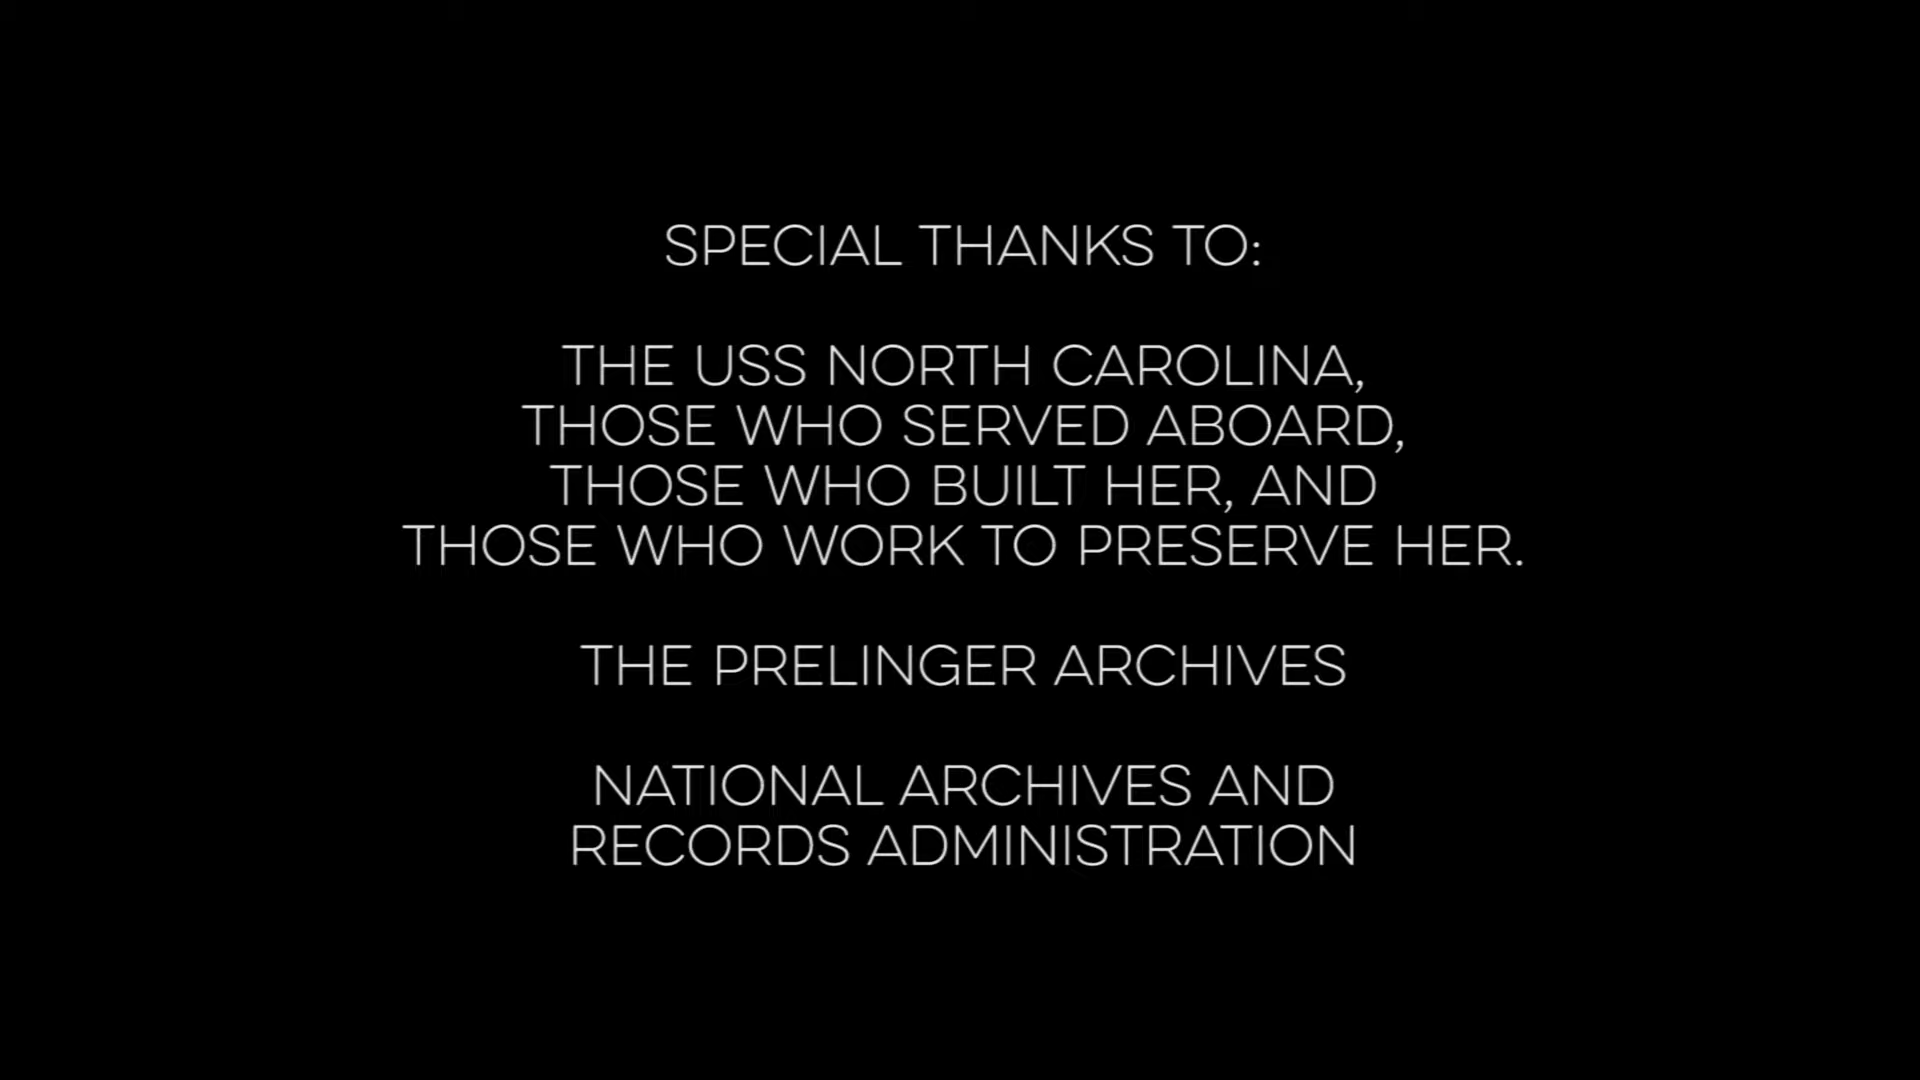 SPECIAL THANKS TO:
THE USS NORTH CAROLINA,
THOSE WHO SERVED ABOARD,
THOSE WHO BUILT HER, AND
THOSE WHO WORK TO PRESERVE HER.
THE PRELINGER ARCHIVES
NATIONAL ARCHIVES AND
RECORDS ADMINISTRATION